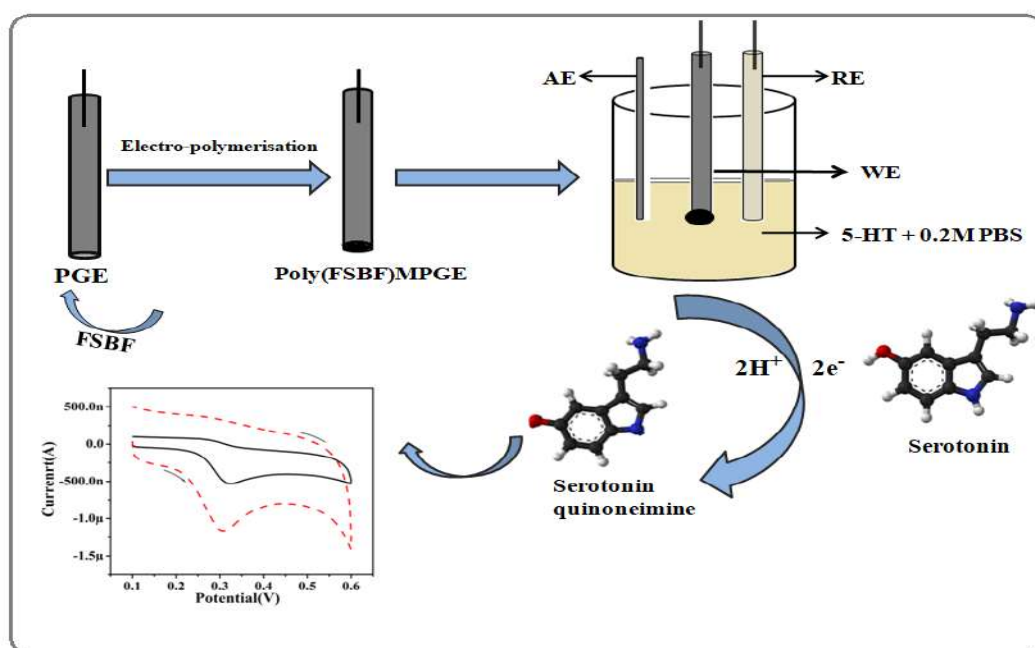 AE
RE
Electro-polymerisation
WE
5-HT + 0.2M PBS
PGE
Poly(FSBF)MPGE
FSBF
2H+ 2e-
Serotonin
Serotonin
quinoneimine
500.0n
0.0
-500.0n
-1.0μ
-1.5μ
Currenrt(A)
0.1 0.2 0.3 0.4 0.5 0.6
Potential(V)